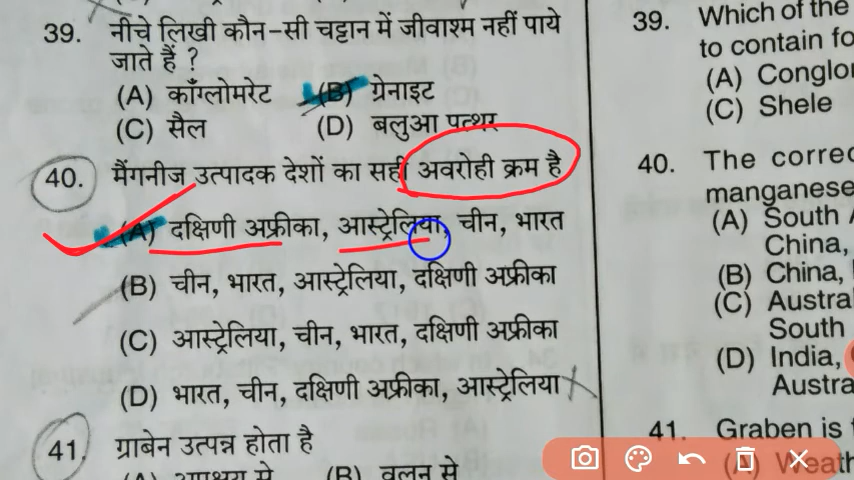 39. नीचे लिखी कौन-सी चट्टान में जीवाश्म नहीं पाये
जाते हैं ?
(A) कॉंग्लोमरेट (B) ग्रेनाइट
(C) सैल (D) बलुआ पत्थर
40. मैंगनीज उत्पादक देशों का सही अवरोही क्रम है
(A) दक्षिणी अफ्रीका, आस्ट्रेलिया, चीन, भारत
(B) चीन, भारत, आस्ट्रेलिया, दक्षिणी अफ्रीका
(C) आस्ट्रेलिया, चीन, भारत, दक्षिणी अफ्रीका
(D) भारत, चीन, दक्षिणी अफ्रीका, आस्ट्रेलिया
41. ग्राबेन उत्पन्न होता है
(B) वलन से
39. Which of the
to contain fo
(A) Conglo
(C) Shele
40. The correc
manganese
(A) South
China,
(B) China,
(C) Austra
South
(D) India,
Austra
41. Graben is
(A) Weath